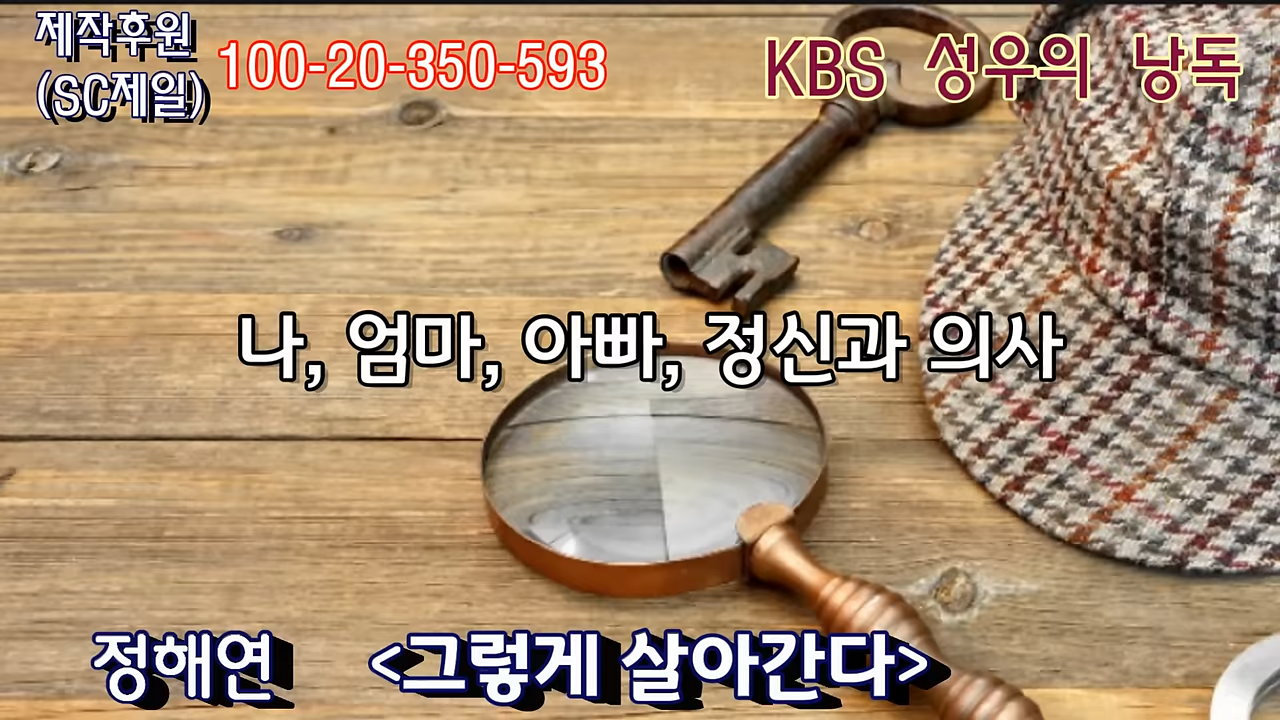 제작후원
(SC제일)
100-20-350-593
KBS 성우의 낭독
나, 엄마, 아빠, 정신과 의사
정해연 <그렇게 살아간다>